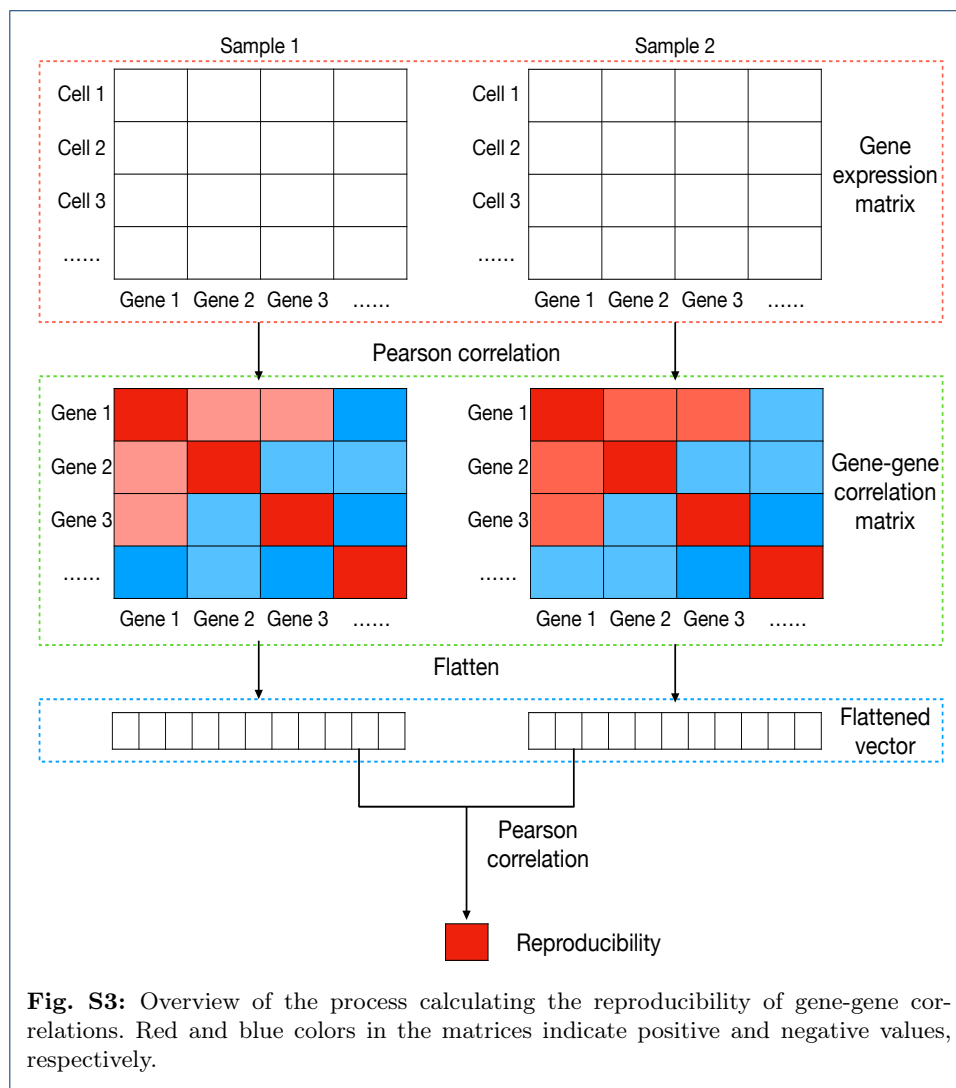 Sample 1
Sample 2
Cell 1
Cell 2
Cell 3
......
Gene 1 Gene 2 Gene 3 ......
Cell 1
Cell 2
Cell 3
......
Gene 1 Gene 2 Gene 3 ......
Gene
expression
matrix
Pearson correlation
Gene 1
Gene 2
Gene 3
......
Gene 1 Gene 2 Gene 3 ......
Gene 1
Gene 2
Gene 3
......
Gene 1 Gene 2 Gene 3 ......
Gene-gene
correlation
matrix
Flatten
Flattened
vector
Pearson
correlation
Reproducibility
Fig. S3: Overview of the process calculating the reproducibility of gene-gene cor-
relations. Red and blue colors in the matrices indicate positive and negative values,
respectively.